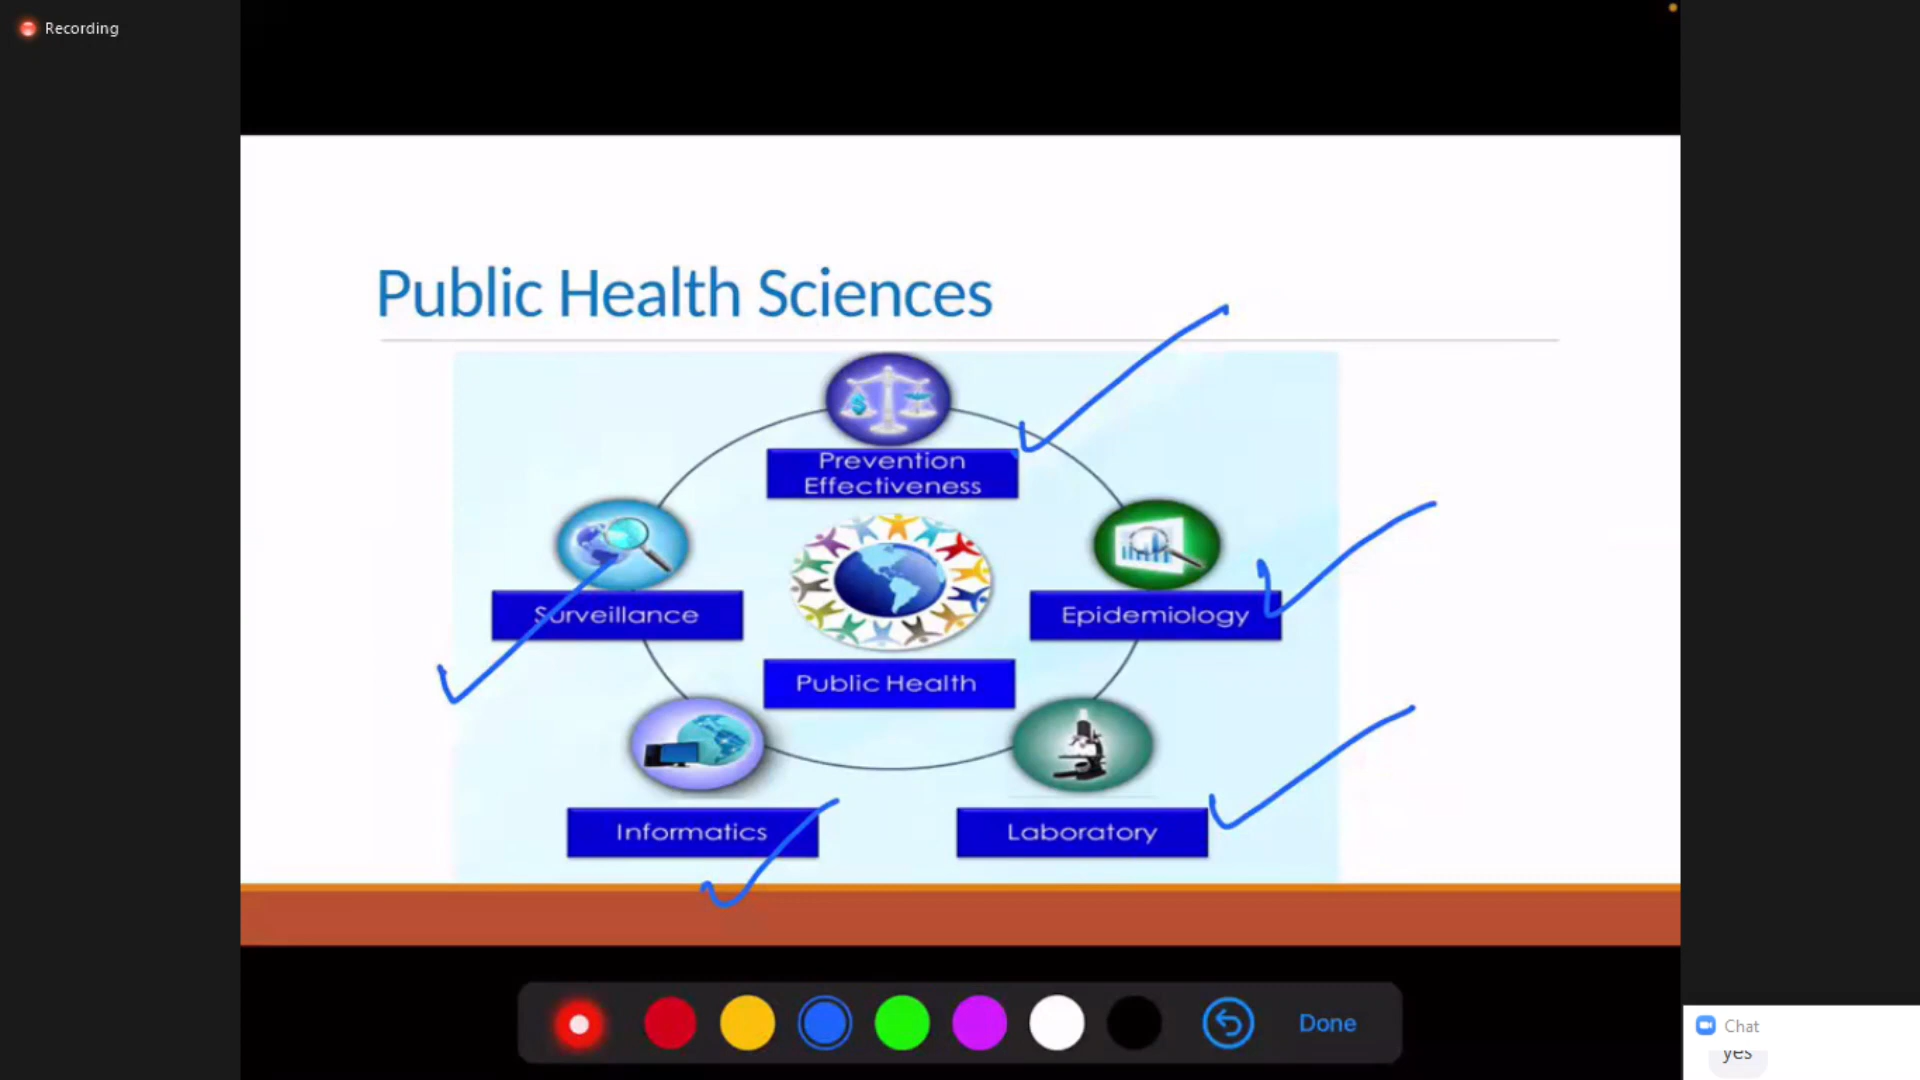 Recording
Public Health Sciences
Prevention
Effectiveness
Surveillance
Epidemiology
Public Health
Informatics
Laboratory
Done
Chat
yes